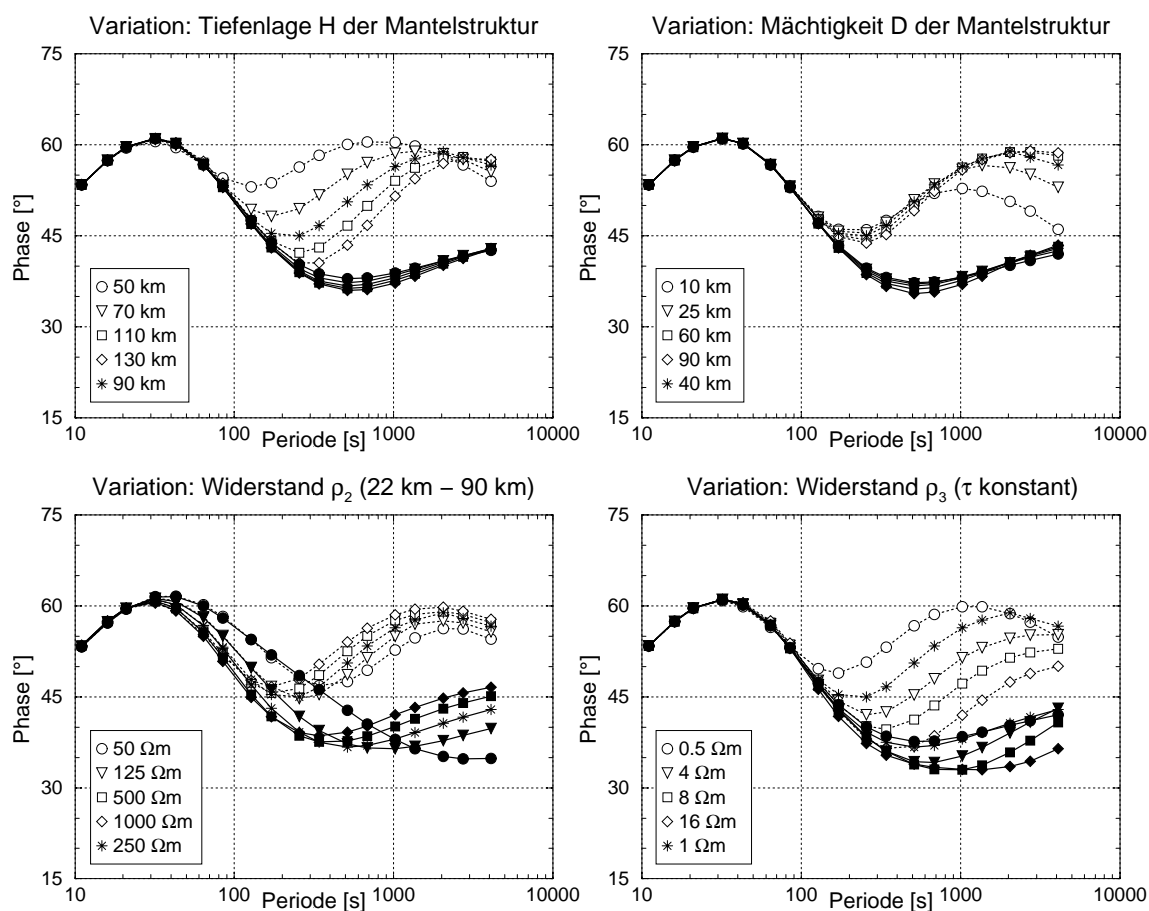 Variation: Tiefenlage H der Mantelstruktur
75
60
45
30
15
Phase [°]
50 km
70 km
110 km
130 km
90 km
10 100 1000 10000
Periode [s]
Variation: Mächtigkeit D der Mantelstruktur
75
60
45
30
15
Phase [°]
10 km
25 km
60 km
90 km
40 km
10 100 1000 10000
Periode [s]
Variation: Widerstand ρ₂ (22 km − 90 km)
75
60
45
30
15
Phase [°]
50 Ωm
125 Ωm
500 Ωm
1000 Ωm
250 Ωm
10 100 1000 10000
Periode [s]
Variation: Widerstand ρ₃ (τ konstant)
75
60
45
30
15
Phase [°]
0.5 Ωm
4 Ωm
8 Ωm
16 Ωm
1 Ωm
10 100 1000 10000
Periode [s]